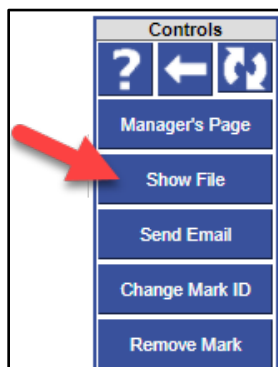 Controls
?
Manager's Page
Show File
Send Email
Change Mark ID
Remove Mark